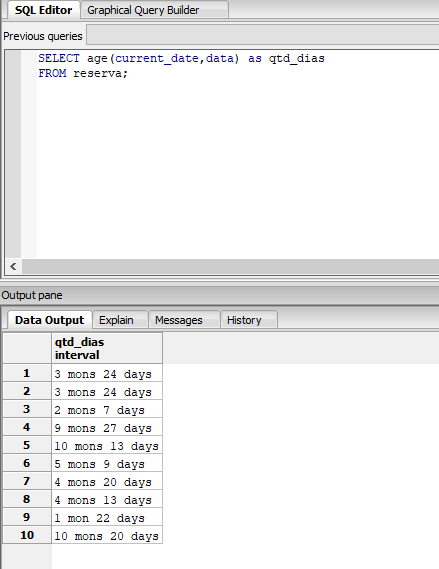 SQL Editor Graphical Query Builder
Previous queries
SELECT age(current_date,data) as qtd_dias
FROM reserva;
Output pane
Data Output Explain Messages History
qtd_dias
interval
1 3 mons 24 days
2 3 mons 24 days
3 2 mons 7 days
4 9 mons 27 days
5 10 mons 13 days
6 5 mons 9 days
7 4 mons 20 days
8 4 mons 13 days
9 1 mon 22 days
10 10 mons 20 days